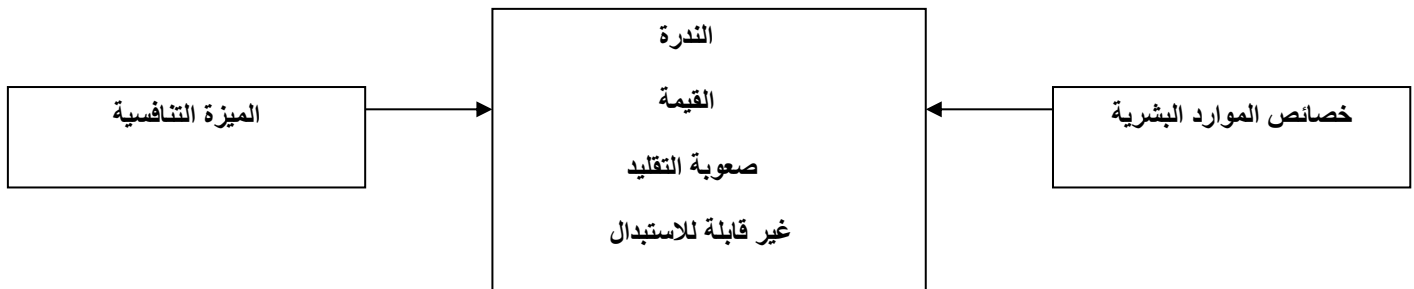 خصائص الموارد البشرية
الندرة
القيمة
صعوبة التقليد
غير قابلة للاستبدال
الميزة التنافسية